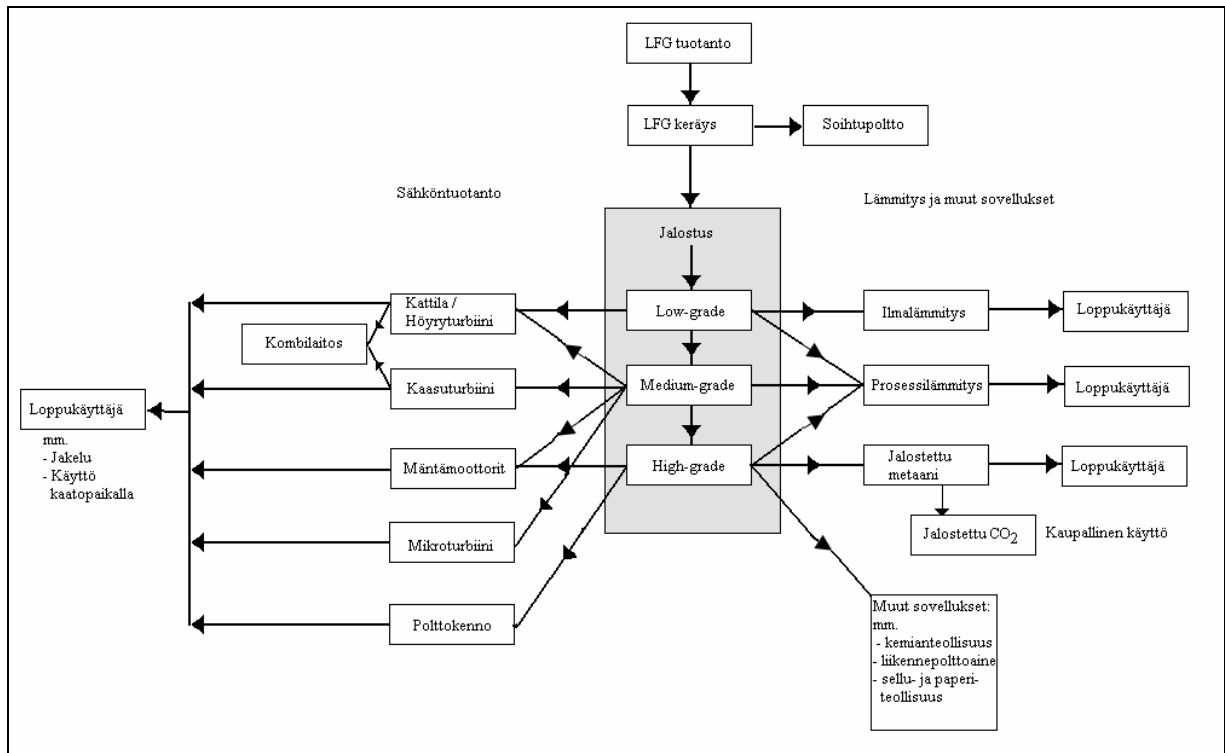 LFG tuotanto
LFG keräys
Soihtupoltto
Sähköntuotanto
Lämmitys ja muut sovellukset
Jalostus
Kattila /
Höyryturbiini
Low-grade
Ilmalämmitys
Loppukäyttäjä
Kombilaitos
Kaasuturbiini
Medium-grade
Prosessilämmitys
Loppukäyttäjä
Loppukäyttäjä
mm.
- Jakelu
- Käyttö
kaatopaikalla
Mäntämoottorit
High-grade
Jalostettu
metaani
Loppukäyttäjä
Mikroturbiini
Jalostettu CO₂
Kaupallinen käyttö
Polttokenno
Muut sovellukset:
mm.
- kemianteollisuus
- liikennepolttoaine
- sellu- ja paperi-
teollisuus